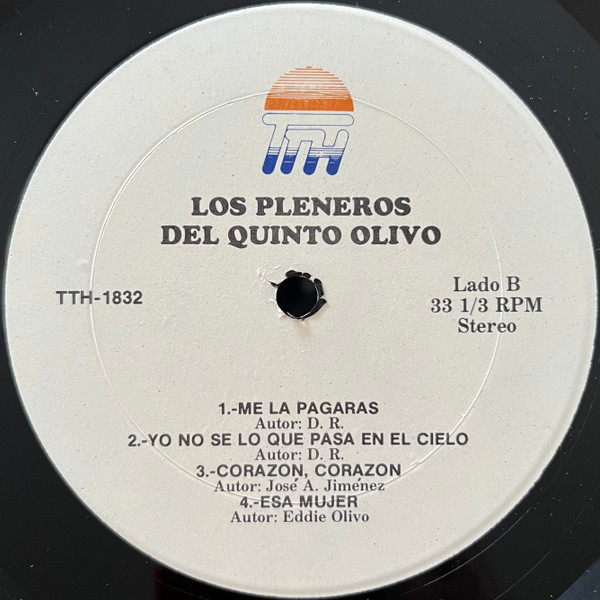 TTH
LOS PLENEROS
DEL QUINTO OLIVO
TTH-1832
Lado B
33 1/3 RPM
Stereo
1.-ME LA PAGARAS
Autor: D. R.
2.-YO NO SE LO QUE PASA EN EL CIELO
Autor: D. R.
3.-CORAZON, CORAZON
Autor: José A. Jiménez
4.-ESA MUJER
Autor: Eddie Olivo